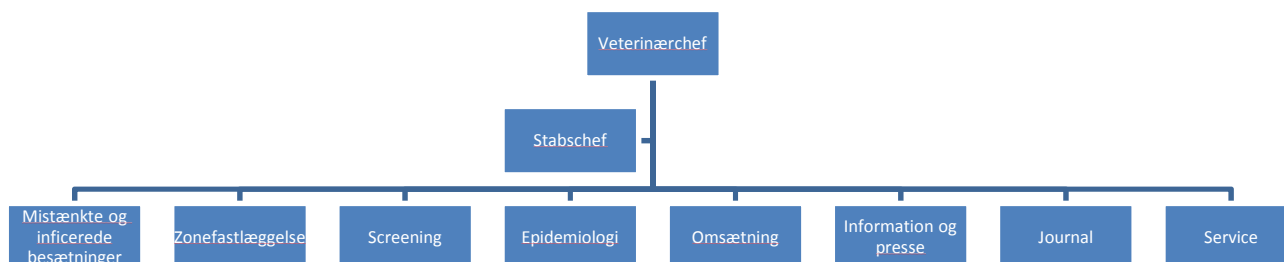 Veterinærchef
Stabschef
Mistænkte og
inficerede
besætninger
Zonefastlæggelse
Screening
Epidemiologi
Omsætning
Information og
presse
Journal
Service